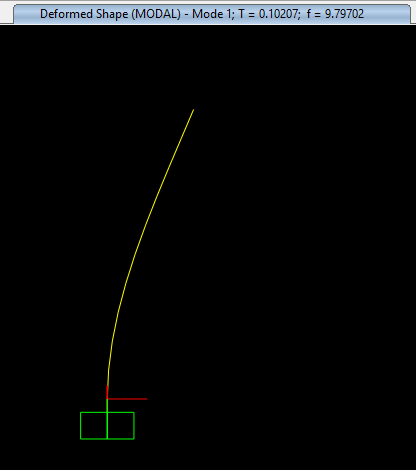 Deformed Shape (MODAL) - Mode 1; T = 0.10207;  f = 9.79702